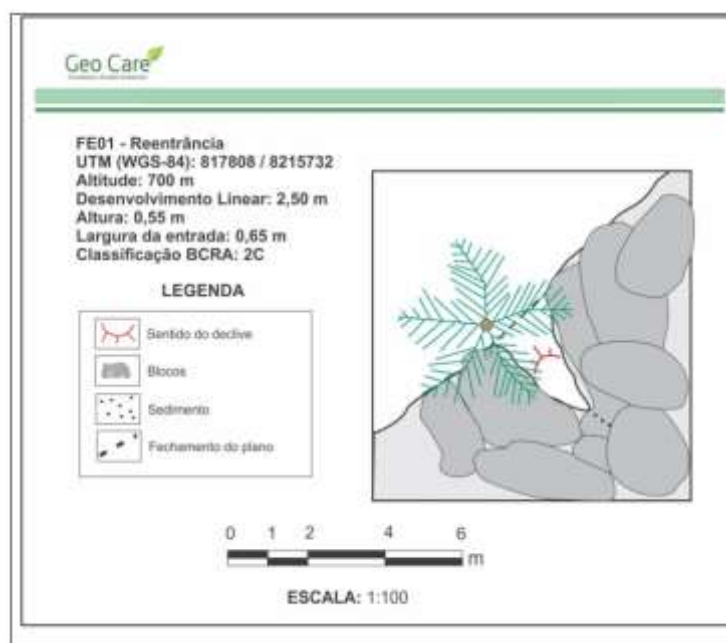 Geo Care
FE01 - Reentrância
UTM (WGS-84): 817808 / 8215732
Altitude: 700 m
Desenvolvimento Linear: 2,50 m
Altura: 0,55 m
Largura da entrada: 0,65 m
Classificação BCRA: 2C
LEGENDA
Sentido do declive
Blocos
Sedimento
Fechamento do plano
0 1 2 4 6
m
ESCALA: 1:100